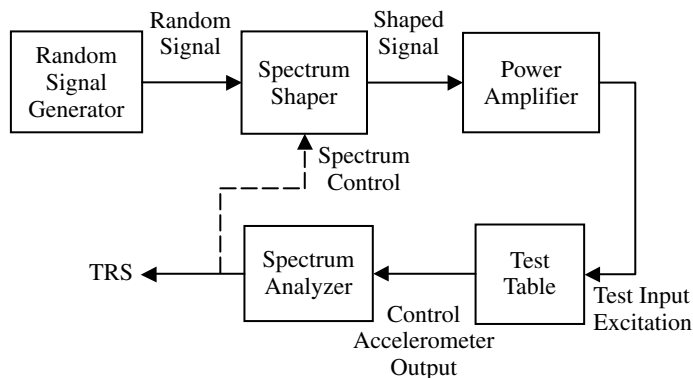 Random
Signal
Generator
Random
Signal
Spectrum
Shaper
Shaped
Signal
Power
Amplifier
Spectrum
Control
TRS
Spectrum
Analyzer
Control
Accelerometer
Output
Test
Table
Test Input
Excitation